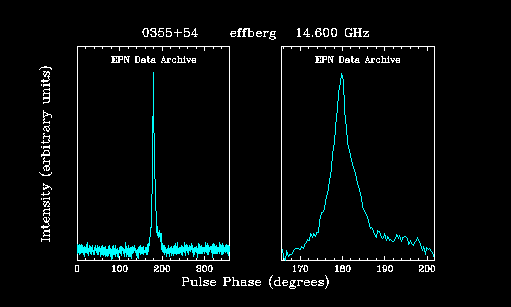 0355+54 effberg 14.600 GHz
EPN Data Archive EPN Data Archive
Intensity (arbitrary units)
0 100 200 300 170 180 190 200
Pulse Phase (degrees)